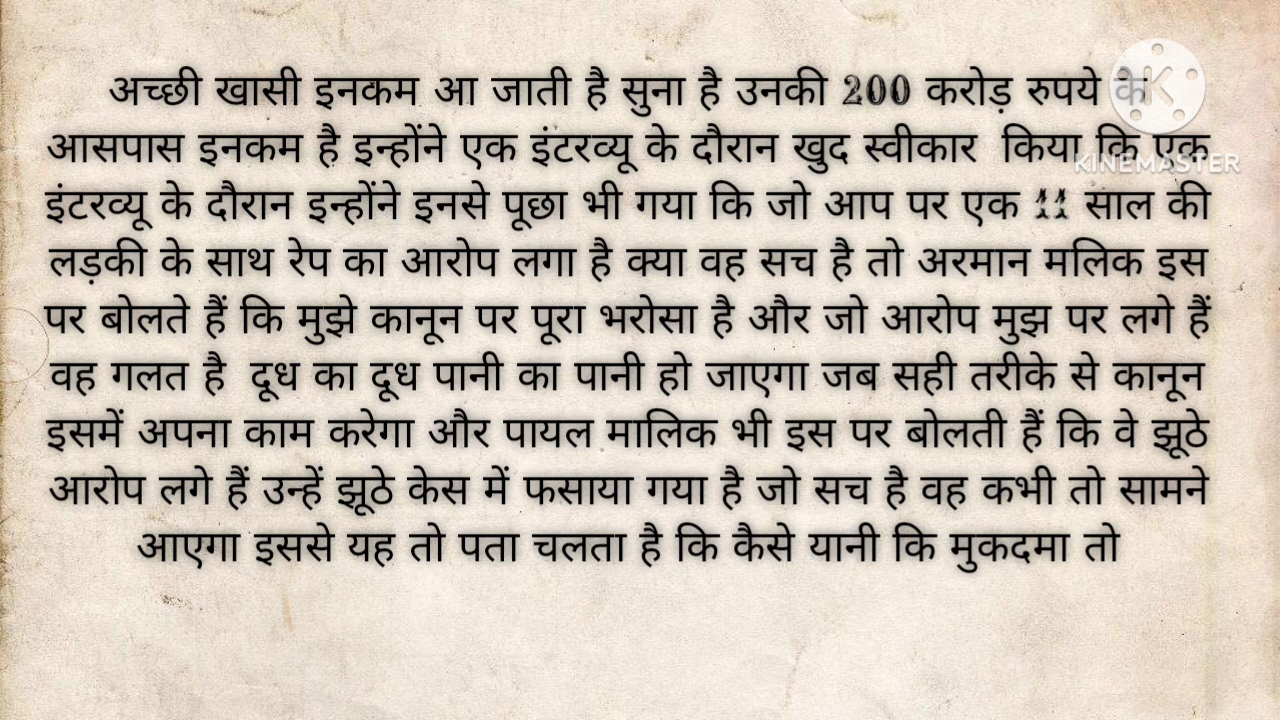 अच्छी खासी इनकम आ जाती है सुना है उनकी 200 करोड़ रुपये के
आसपास इनकम है इन्होंने एक इंटरव्यू के दौरान खुद स्वीकार किया कि एक
इंटरव्यू के दौरान इन्होंने इनसे पूछा भी गया कि जो आप पर एक 11 साल की
लड़की के साथ रेप का आरोप लगा है क्या वह सच है तो अरमान मलिक इस
पर बोलते हैं कि मुझे कानून पर पूरा भरोसा है और जो आरोप मुझ पर लगे हैं
वह गलत है दूध का दूध पानी का पानी हो जाएगा जब सही तरीके से कानून
इसमें अपना काम करेगा और पायल मालिक भी इस पर बोलती हैं कि वे झूठे
आरोप लगे हैं उन्हें झूठे केस में फसाया गया है जो सच है वह कभी तो सामने
आएगा इससे यह तो पता चलता है कि कैसे यानी कि मुकदमा तो
K
KINEMASTER